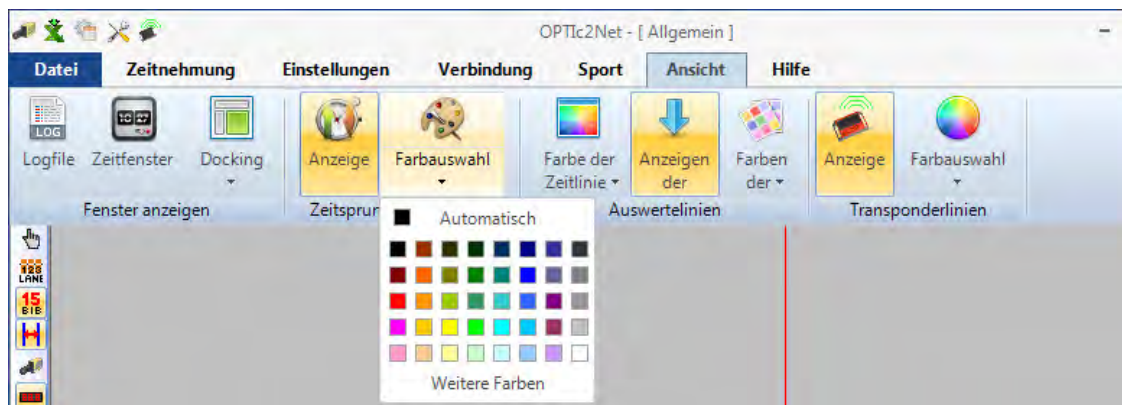 OPTIc2Net - [ Allgemein ]
Datei Zeitnehmung Einstellungen Verbindung Sport Ansicht Hilfe
LOG
Logfile Zeitfenster Docking Anzeige Farbauswahl Farbe der Zeitlinie Anzeigen der Farben der Anzeige Farbauswahl
Fenster anzeigen Zeitsprun Auswertelinien Transponderlinien
Automatisch
123
LANE
15
BIB
Weitere Farben